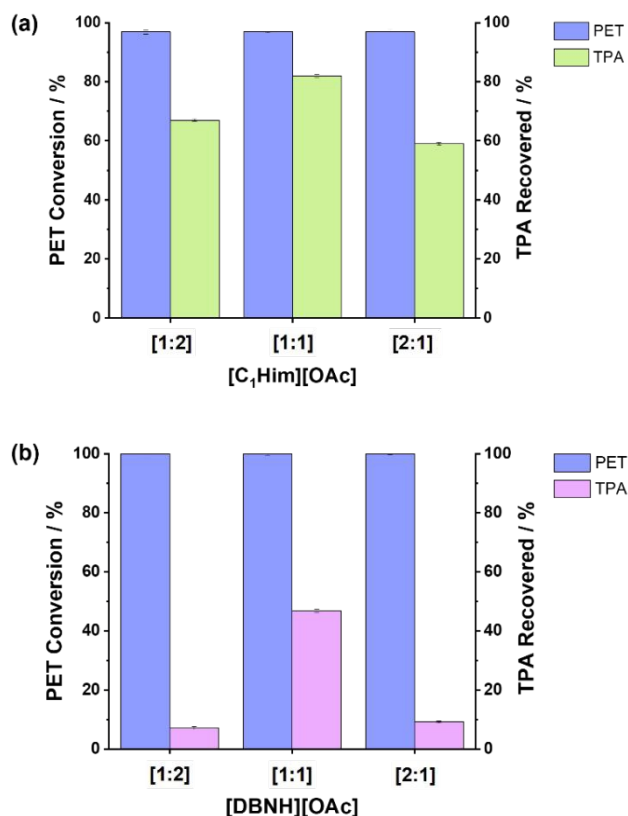 (a)
PET
TPA
100
80
60
40
20
0
PET Conversion / %
100
80
60
40
20
0
TPA Recovered / %
[1:2] [1:1] [2:1]
[C₁Him][OAc]
(b)
PET
TPA
100
80
60
40
20
0
PET Conversion / %
100
80
60
40
20
0
TPA Recovered / %
[1:2] [1:1] [2:1]
[DBNH][OAc]